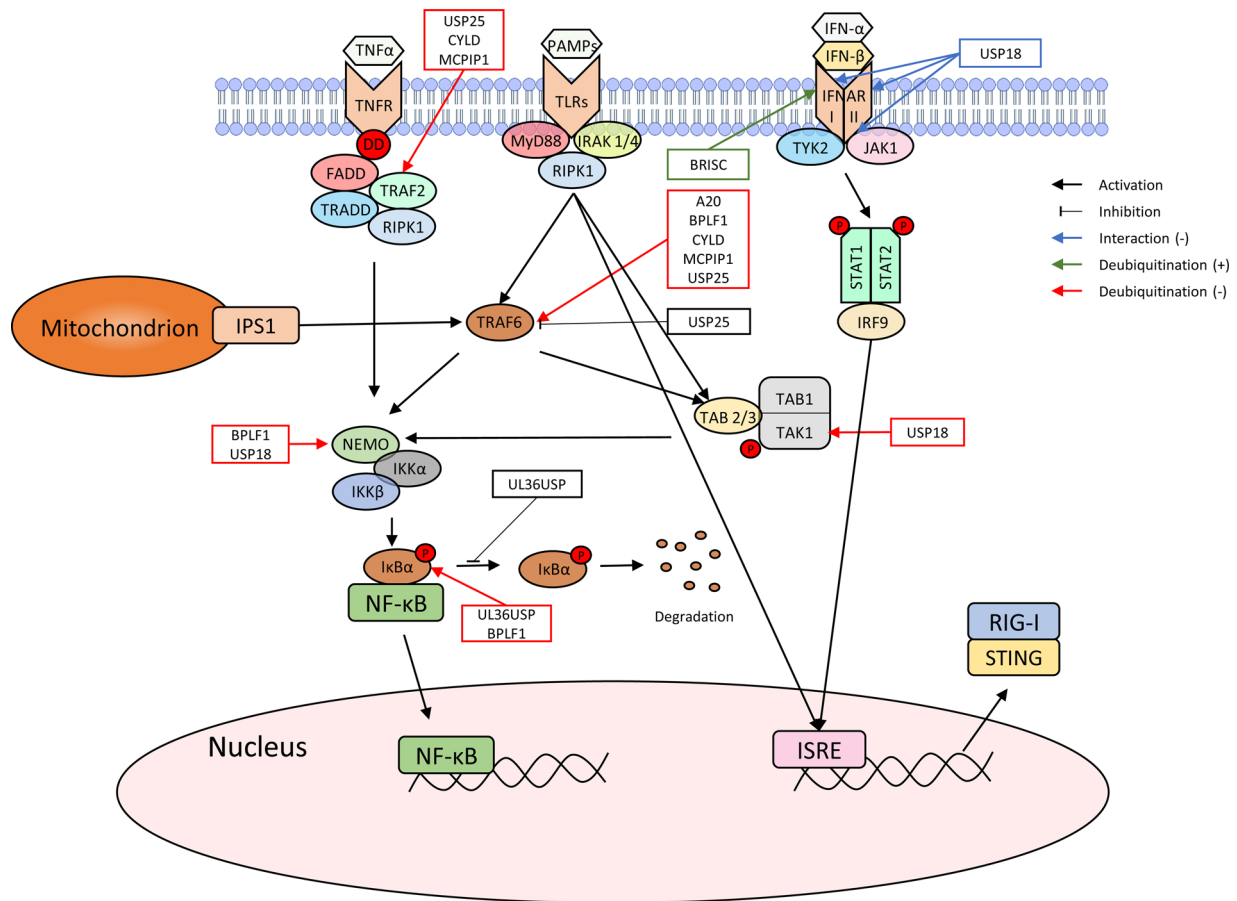 USP25
CYLD
MCPIP1
TNFα
TNFR
DD
FADD
TRAF2
TRADD
RIPK1
PAMPs
TLRs
MyD88
IRAK 1/4
RIPK1
IFN-α
IFN-β
IFNAR
I II
TYK2
JAK1
USP18
BRISC
A20
BPLF1
CYLD
MCPIP1
USP25
P
P
STAT1
STAT2
IRF9
Activation
Inhibition
Interaction (-)
Deubiquitination (+)
Deubiquitination (-)
Mitochondrion
IPS1
TRAF6
USP25
TAB 2/3
TAB1
TAK1
P
USP18
BPLF1
USP18
NEMO
IKKα
IKKβ
UL36USP
IκBα
P
NF-κB
IκBα
P
Degradation
UL36USP
BPLF1
RIG-I
STING
Nucleus
NF-κB
ISRE